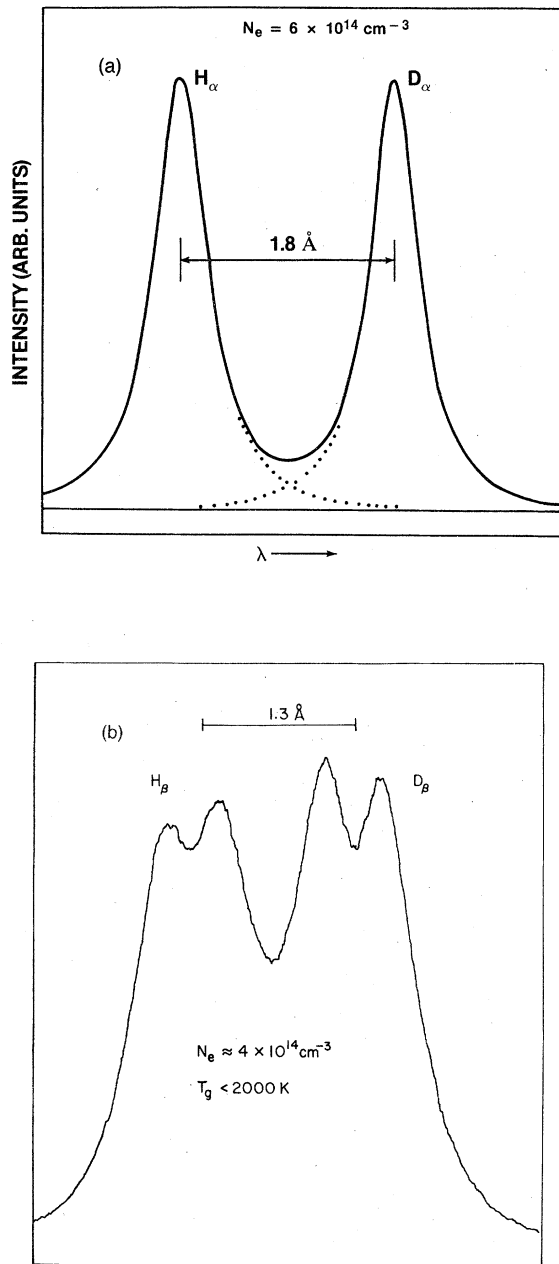 N_e = 6 × 10^14 cm^-3
(a)
H_α
D_α
INTENSITY (ARB. UNITS)
1.8 Å
λ
1.3 Å
(b)
H_β
D_β
N_e ≈ 4 × 10^14 cm^-3
T_g < 2000 K